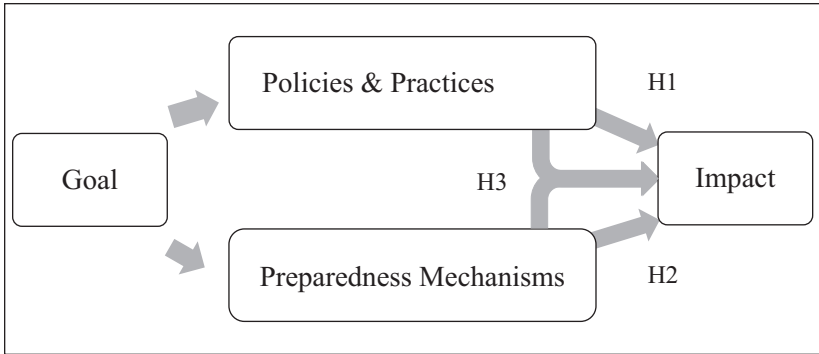 Policies & Practices
H1
Goal
H3
Impact
Preparedness Mechanisms
H2